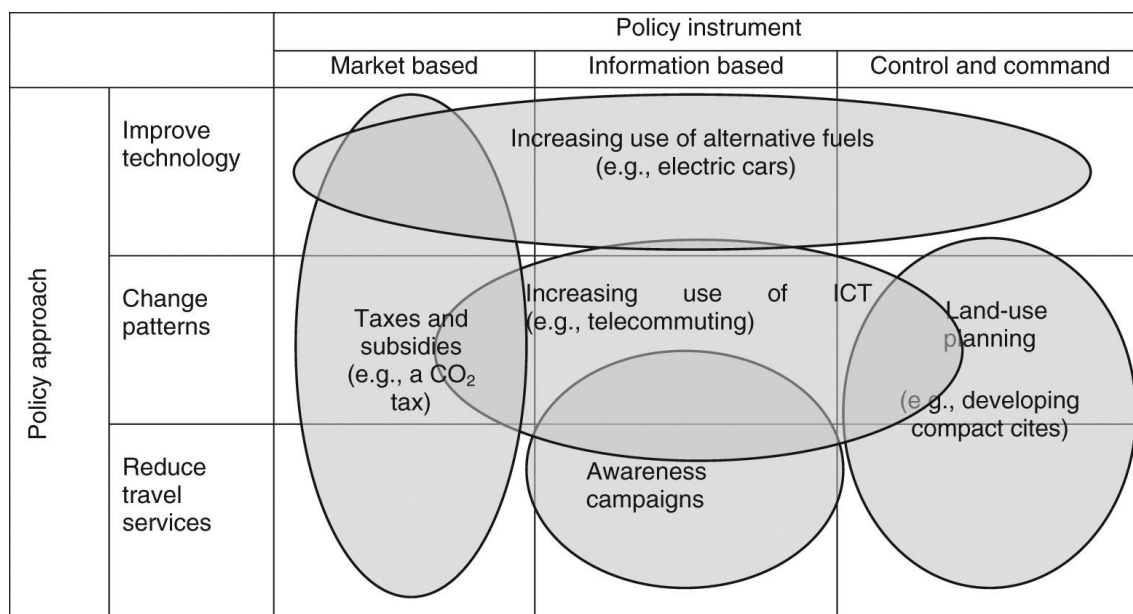 Policy instrument
Market based
Information based
Control and command
Policy approach
Improve
technology
Increasing use of alternative fuels
(e.g., electric cars)
Change
patterns
Increasing use of ICT
(e.g., telecommuting)
Taxes and
subsidies
(e.g., a CO₂
tax)
Land-use
planning
(e.g., developing
compact cites)
Reduce
travel
services
Awareness
campaigns